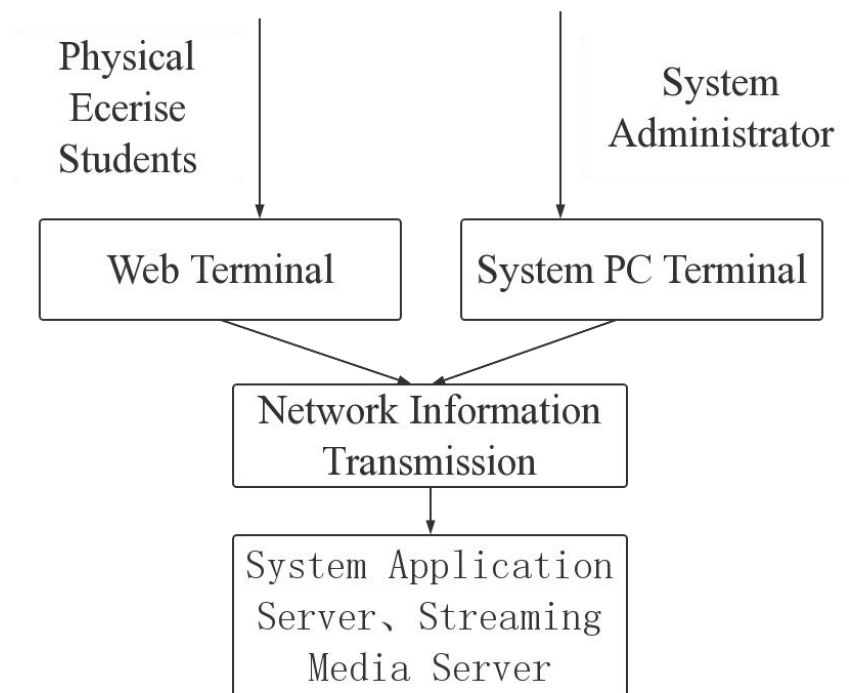 Physical
Ecerise
Students
System
Administrator
Web Terminal
System PC Terminal
Network Information
Transmission
System Application
Server、Streaming
Media Server